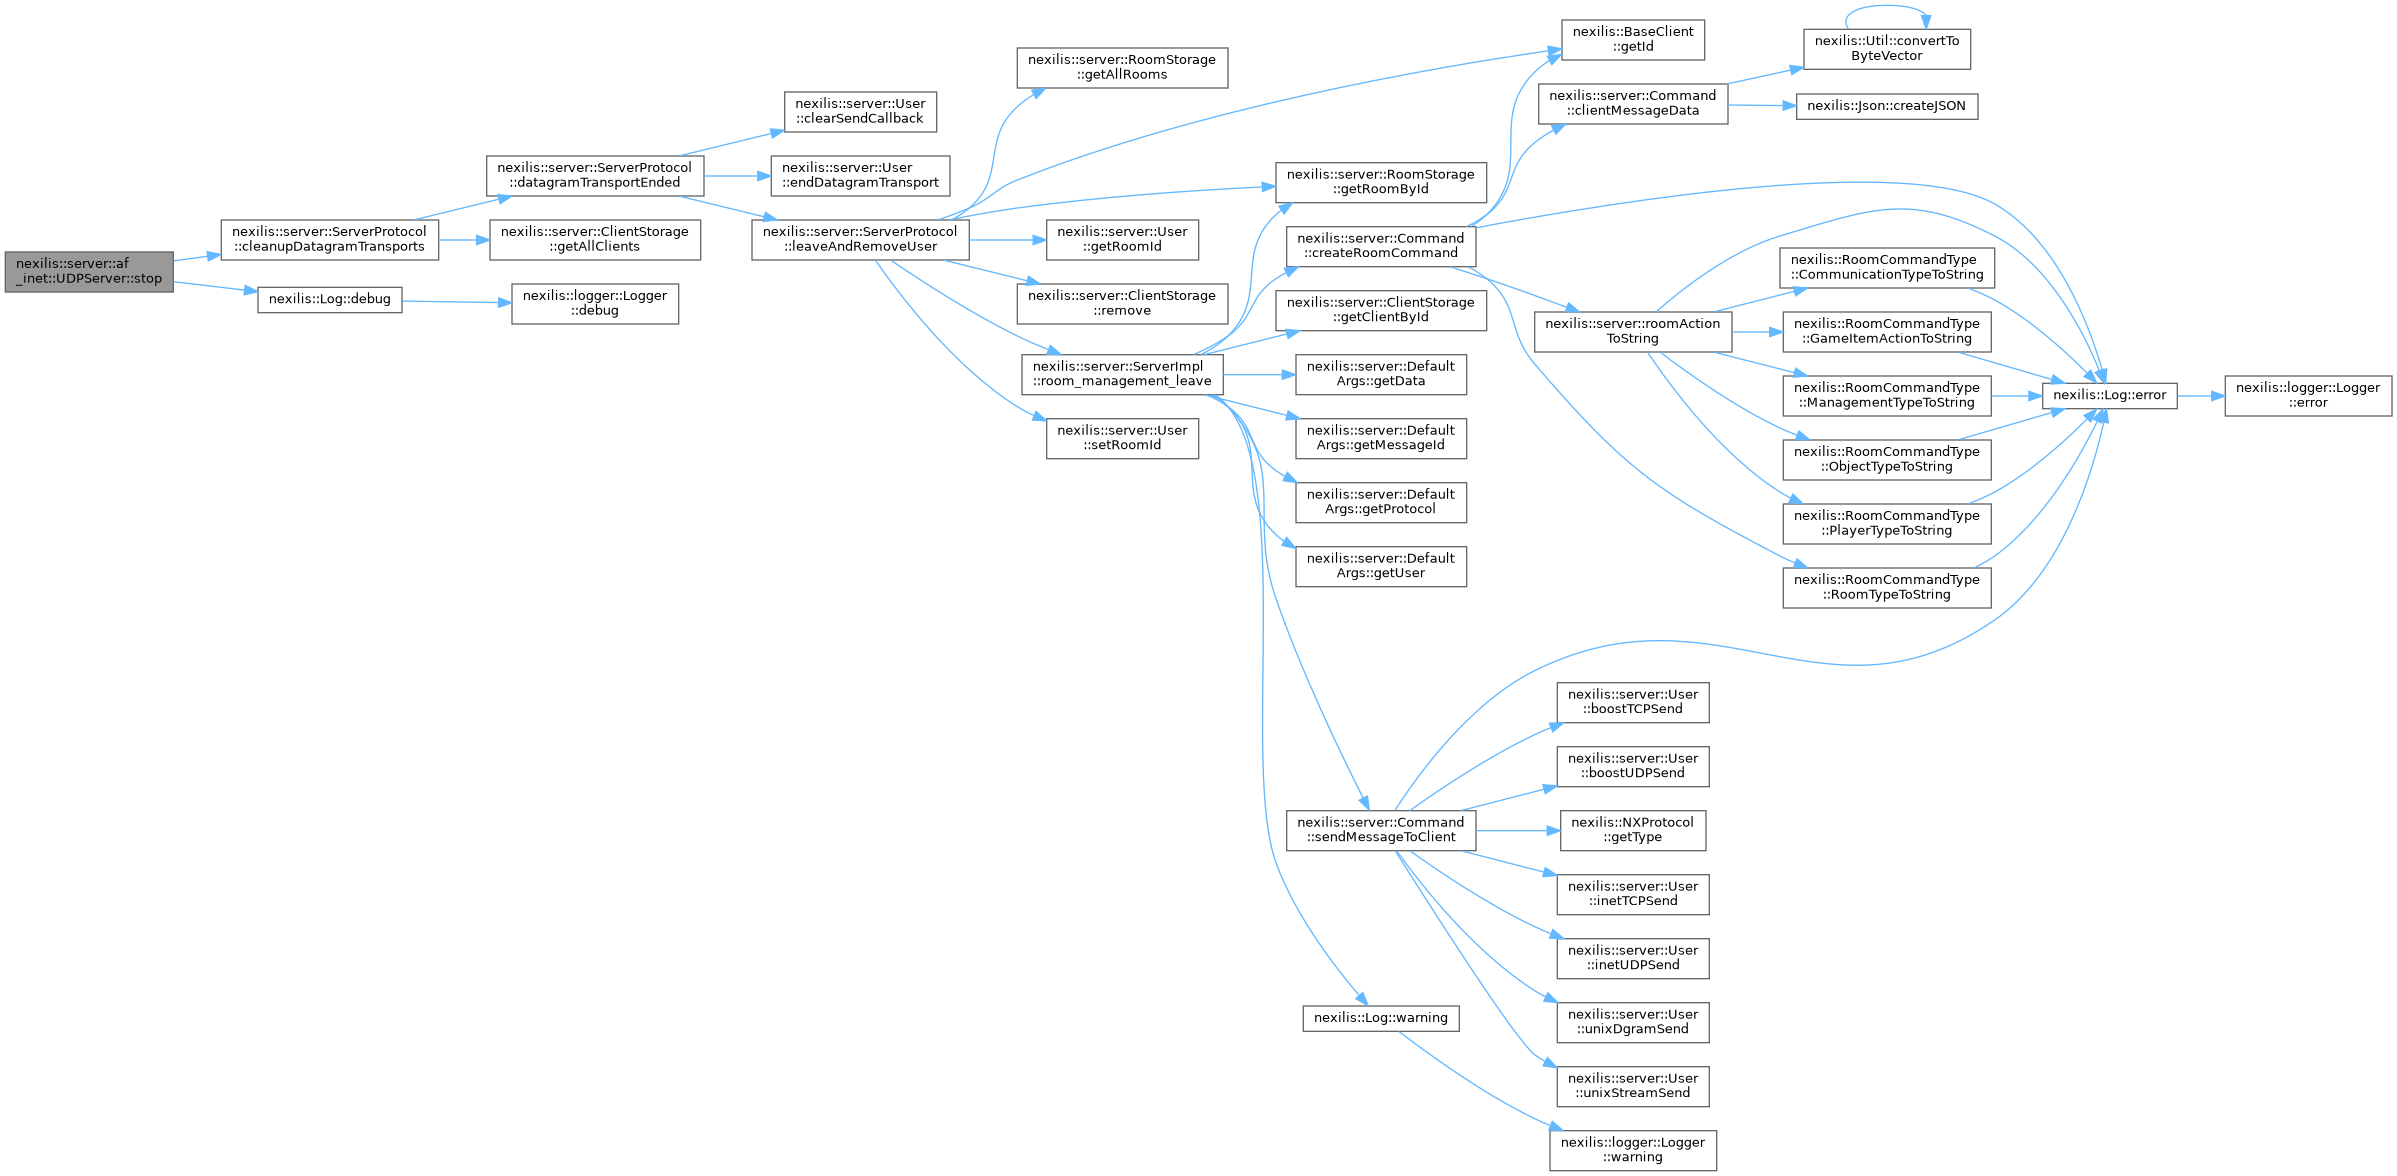 nexilis::server::af
_inet::UDPServer::stop
nexilis::server::ServerProtocol
::cleanupDatagramTransports
nexilis::Log::debug
nexilis::server::ServerProtocol
::datagramTransportEnded
nexilis::server::ClientStorage
::getAllClients
nexilis::logger::Logger
::debug
nexilis::server::User
::clearSendCallback
nexilis::server::User
::endDatagramTransport
nexilis::server::ServerProtocol
::leaveAndRemoveUser
nexilis::server::RoomStorage
::getAllRooms
nexilis::server::User
::getRoomId
nexilis::server::ClientStorage
::remove
nexilis::server::ServerImpl
::room_management_leave
nexilis::server::User
::setRoomId
nexilis::server::RoomStorage
::getRoomById
nexilis::server::Command
::createRoomCommand
nexilis::server::ClientStorage
::getClientById
nexilis::server::Default
Args::getData
nexilis::server::Default
Args::getMessageId
nexilis::server::Default
Args::getProtocol
nexilis::server::Default
Args::getUser
nexilis::server::Command
::sendMessageToClient
nexilis::Log::warning
nexilis::BaseClient
::getId
nexilis::server::Command
::clientMessageData
nexilis::server::roomAction
ToString
nexilis::server::User
::boostTCPSend
nexilis::server::User
::boostUDPSend
nexilis::NXProtocol
::getType
nexilis::server::User
::inetTCPSend
nexilis::server::User
::inetUDPSend
nexilis::server::User
::unixDgramSend
nexilis::server::User
::unixStreamSend
nexilis::logger::Logger
::warning
nexilis::Util::convertTo
ByteVector
nexilis::Json::createJSON
nexilis::RoomCommandType
::CommunicationTypeToString
nexilis::RoomCommandType
::GameItemActionToString
nexilis::RoomCommandType
::ManagementTypeToString
nexilis::RoomCommandType
::ObjectTypeToString
nexilis::RoomCommandType
::PlayerTypeToString
nexilis::RoomCommandType
::RoomTypeToString
nexilis::Log::error
nexilis::logger::Logger
::error